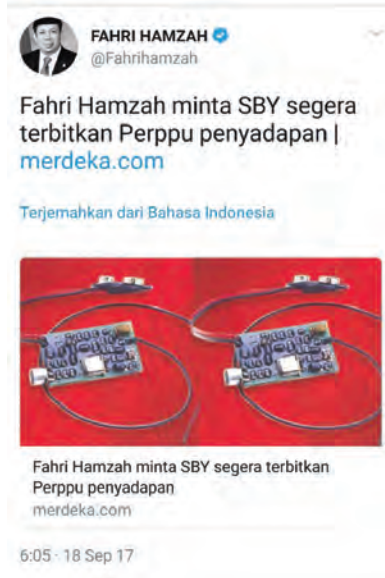 FAHRI HAMZAH
@Fahrihamzah
Fahri Hamzah minta SBY segera
terbitkan Perppu penyadapan |
merdeka.com
Terjemahkan dari Bahasa Indonesia
Fahri Hamzah minta SBY segera terbitkan
Perppu penyadapan
merdeka.com
6:05 · 18 Sep 17